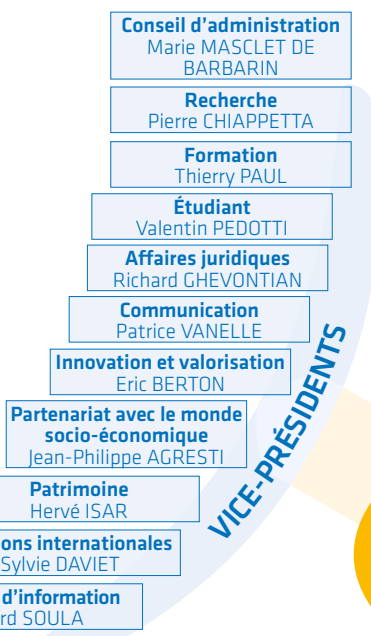 Conseil d’administration
Marie MASCLET DE
BARBARIN
Recherche
Pierre CHIAPPETTA
Formation
Thierry PAUL
Étudiant
Valentin PEDOTTI
Affaires juridiques
Richard GHEVONTIAN
Communication
Patrice VANELLE
Innovation et valorisation
Eric BERTON
Partenariat avec le monde
socio-économique
Jean-Philippe AGRESTI
Patrimoine
Hervé ISAR
internationales
Sylvie DAVIET
d’information
SOULA
VICE-PRÉSIDENTS